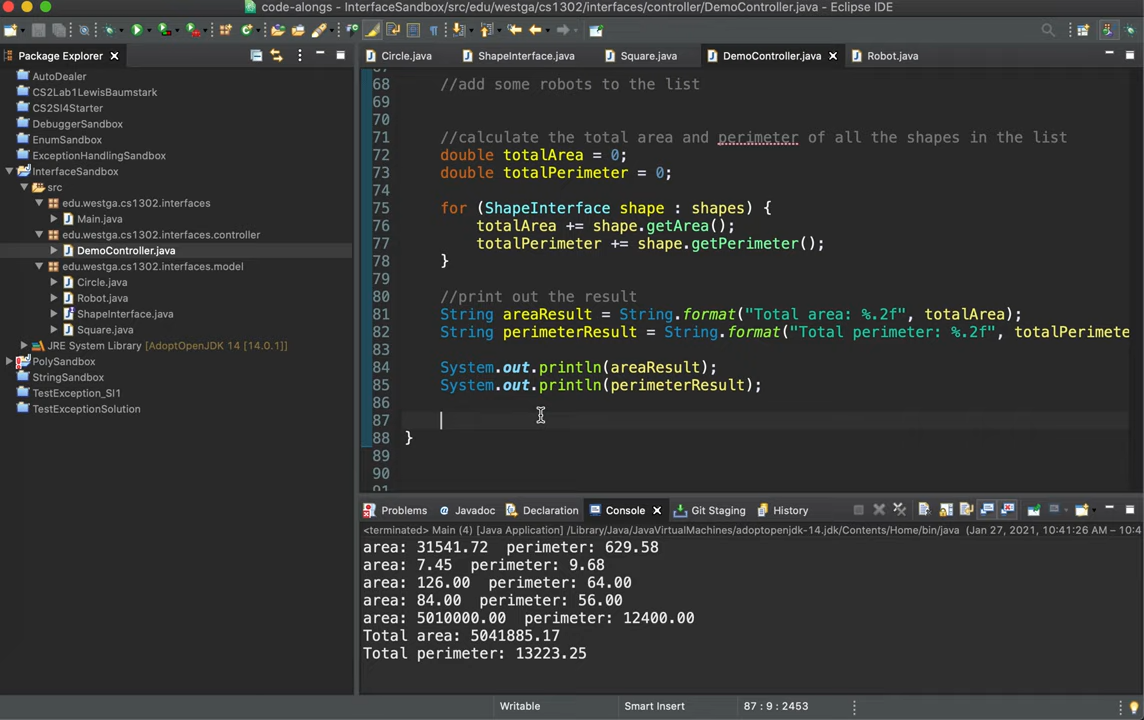 code-alongs - InterfaceSandbox/src/edu/westga/cs1302/interfaces/controller/DemoController.java - Eclipse IDE
Package Explorer
Circle.java
ShapeInterface.java
Square.java
DemoController.java
Robot.java
AutoDealer
CS2Lab1LewisBaumstark
CS2SI4Starter
DebuggerSandbox
EnumSandbox
ExceptionHandlingSandbox
InterfaceSandbox
src
edu.westga.cs1302.interfaces
Main.java
edu.westga.cs1302.interfaces.controller
DemoController.java
edu.westga.cs1302.interfaces.model
Circle.java
Robot.java
ShapeInterface.java
Square.java
JRE System Library [AdoptOpenJDK 14 [14.0.1]]
PolySandbox
StringSandbox
TestException_SI1
TestExceptionSolution
68 //add some robots to the list
69
70
71 //calculate the total area and perimeter of all the shapes in the list
72 double totalArea = 0;
73 double totalPerimeter = 0;
74
75 for (ShapeInterface shape : shapes) {
76 totalArea += shape.getArea();
77 totalPerimeter += shape.getPerimeter();
78 }
79
80 //print out the result
81 String areaResult = String.format("Total area: %.2f", totalArea);
82 String perimeterResult = String.format("Total perimeter: %.2f", totalPerimete
83
84 System.out.println(areaResult);
85 System.out.println(perimeterResult);
86
87
88 }
89
90
Problems Javadoc Declaration Console Git Staging History
<terminated> Main (4) [Java Application] /Library/Java/JavaVirtualMachines/adoptopenjdk-14.jdk/Contents/Home/bin/java (Jan 27, 2021, 10:41:26 AM – 10:4
area: 31541.72 perimeter: 629.58
area: 7.45 perimeter: 9.68
area: 126.00 perimeter: 64.00
area: 84.00 perimeter: 56.00
area: 5010000.00 perimeter: 12400.00
Total area: 5041885.17
Total perimeter: 13223.25
Writable
Smart Insert
87 : 9 : 2453